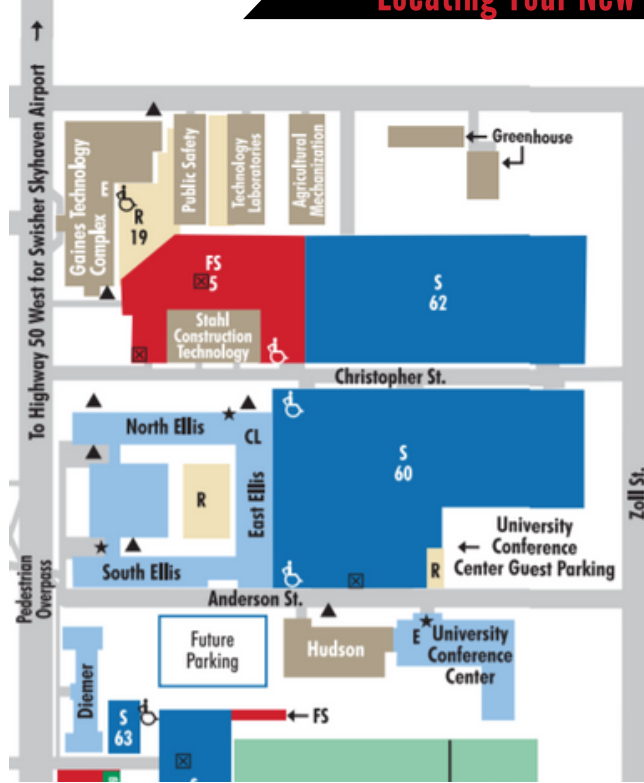 Locating Your New
To Highway 50 West for Swisher Skyhaven Airport
Gaines Technology
Complex
E
R
19
Public Safety
Technology
Laboratories
Agricultural
Mechanization
Greenhouse
FS
5
Stahl
Construction
Technology
S
62
Christopher St.
North Ellis
CL
East Ellis
R
South Ellis
S
60
R
University
Conference
Center Guest Parking
Zoll St.
Pedestrian
Overpass
Anderson St.
Future
Parking
Hudson
E
University
Conference
Center
Diemer
S
63
FS